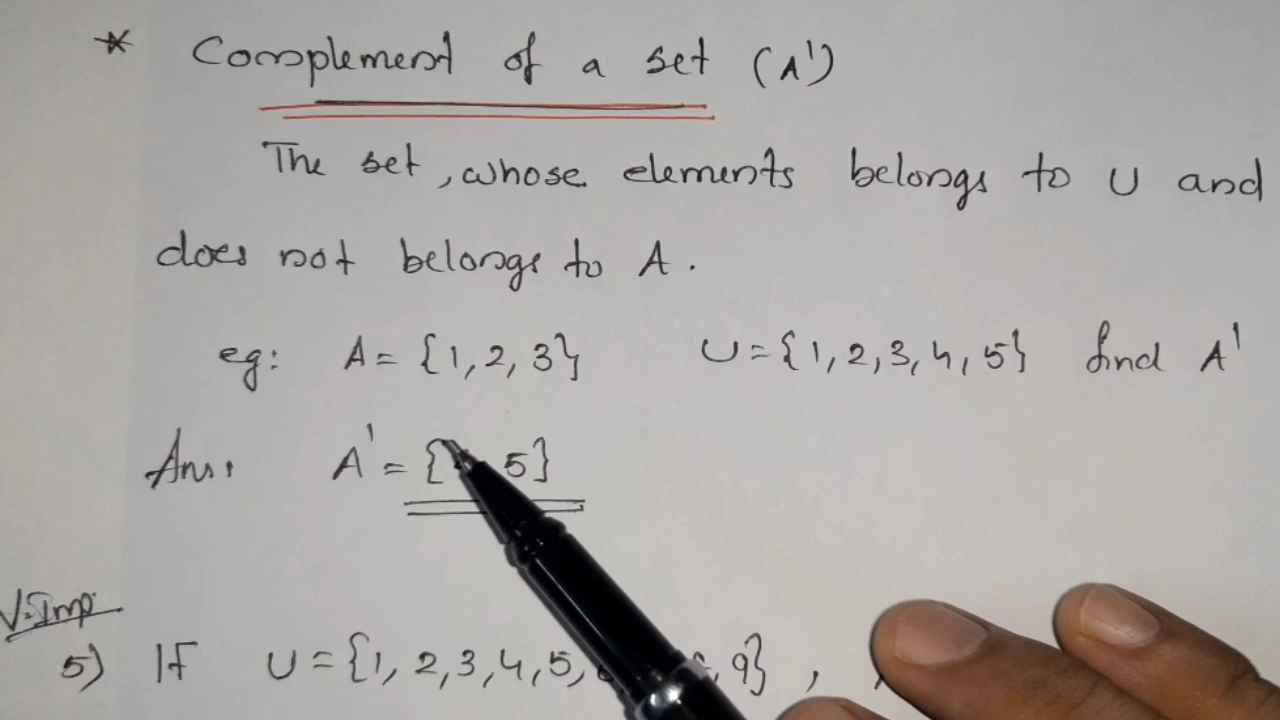 * Complement of a set (A')
The set, whose elements belongs to U and
does not belongs to A.
eg: A = {1, 2, 3} U = {1, 2, 3, 4, 5} find A'
Ans: A' = { 5}
V.Imp
5) If U = {1, 2, 3, 4, 5, , 9} ,